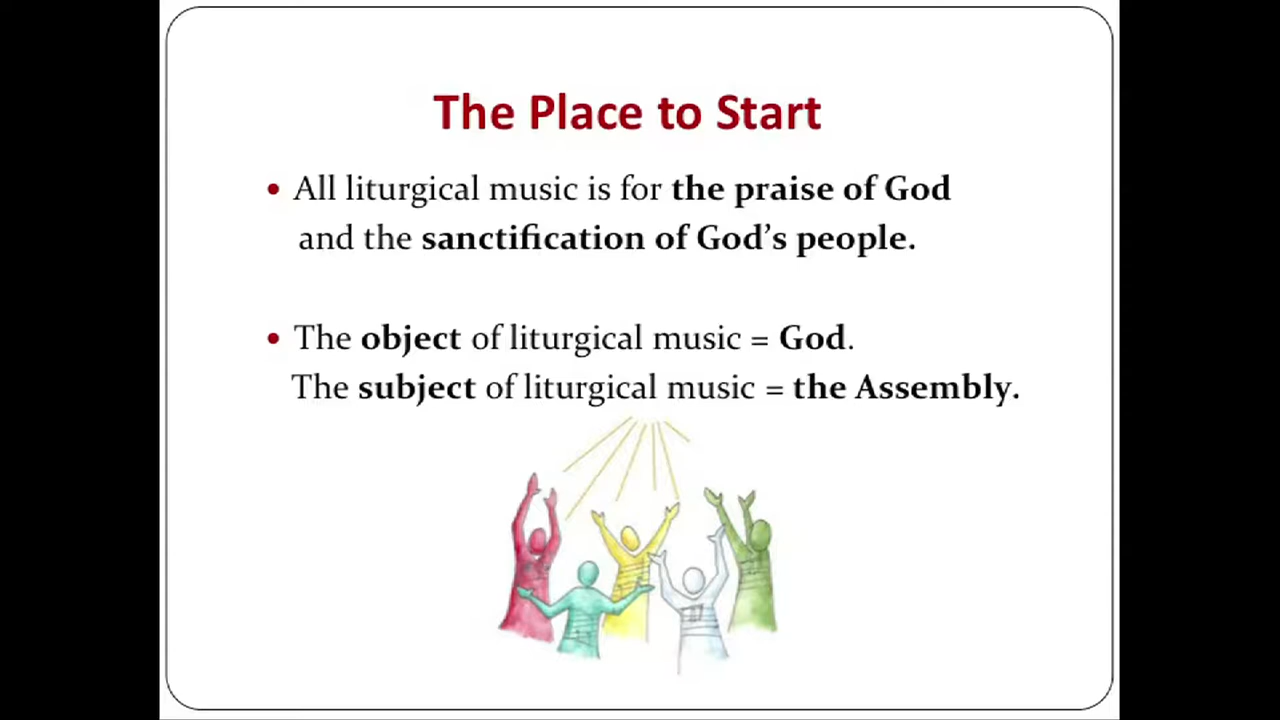 The Place to Start
• All liturgical music is for the praise of God
and the sanctification of God’s people.
• The object of liturgical music = God.
The subject of liturgical music = the Assembly.